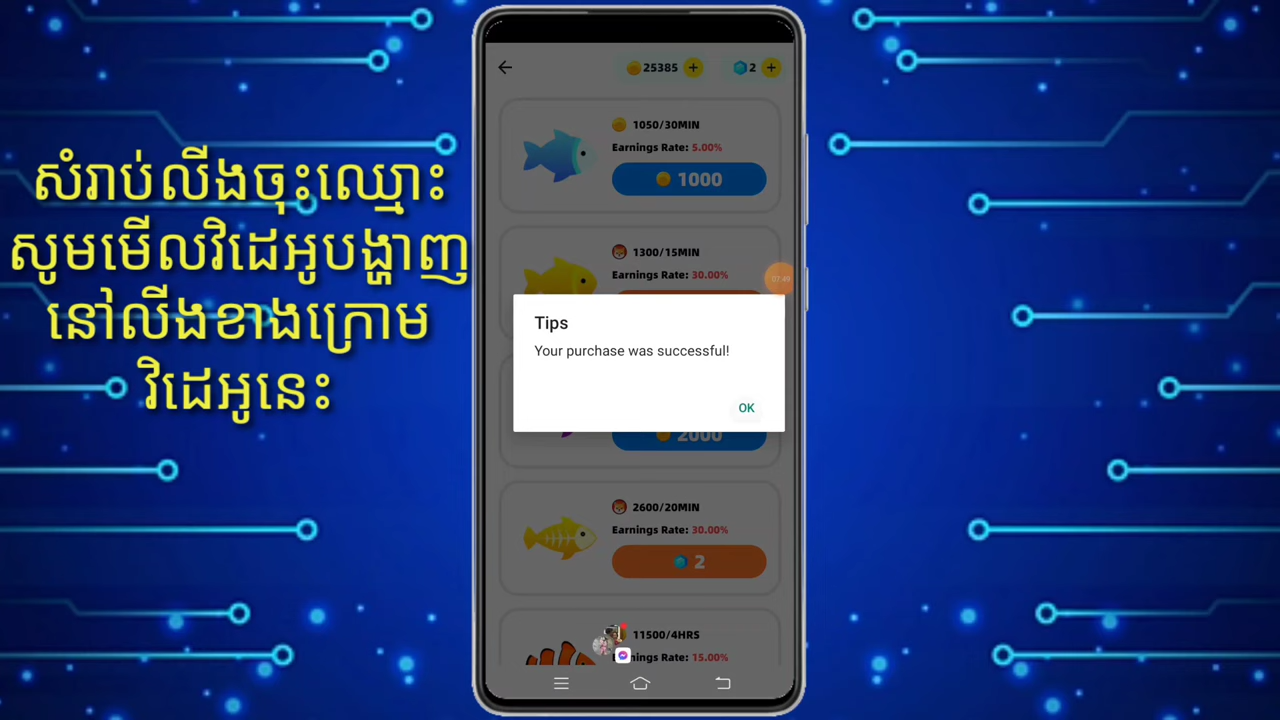 សំរាប់លីងចុះឈ្មោះ
សូមមើលវិដេអូបង្ហាញ
នៅលីងខាងក្រោម
វិដេអូនេះ
25385 + 2 +
1050/30MIN
Earnings Rate: 5.00%
1000
1300/15MIN
Earnings Rate: 30.00%
07:49
Tips
Your purchase was successful!
OK
2000
2600/20MIN
Earnings Rate: 30.00%
2
11500/4HRS
nings Rate: 15.00%